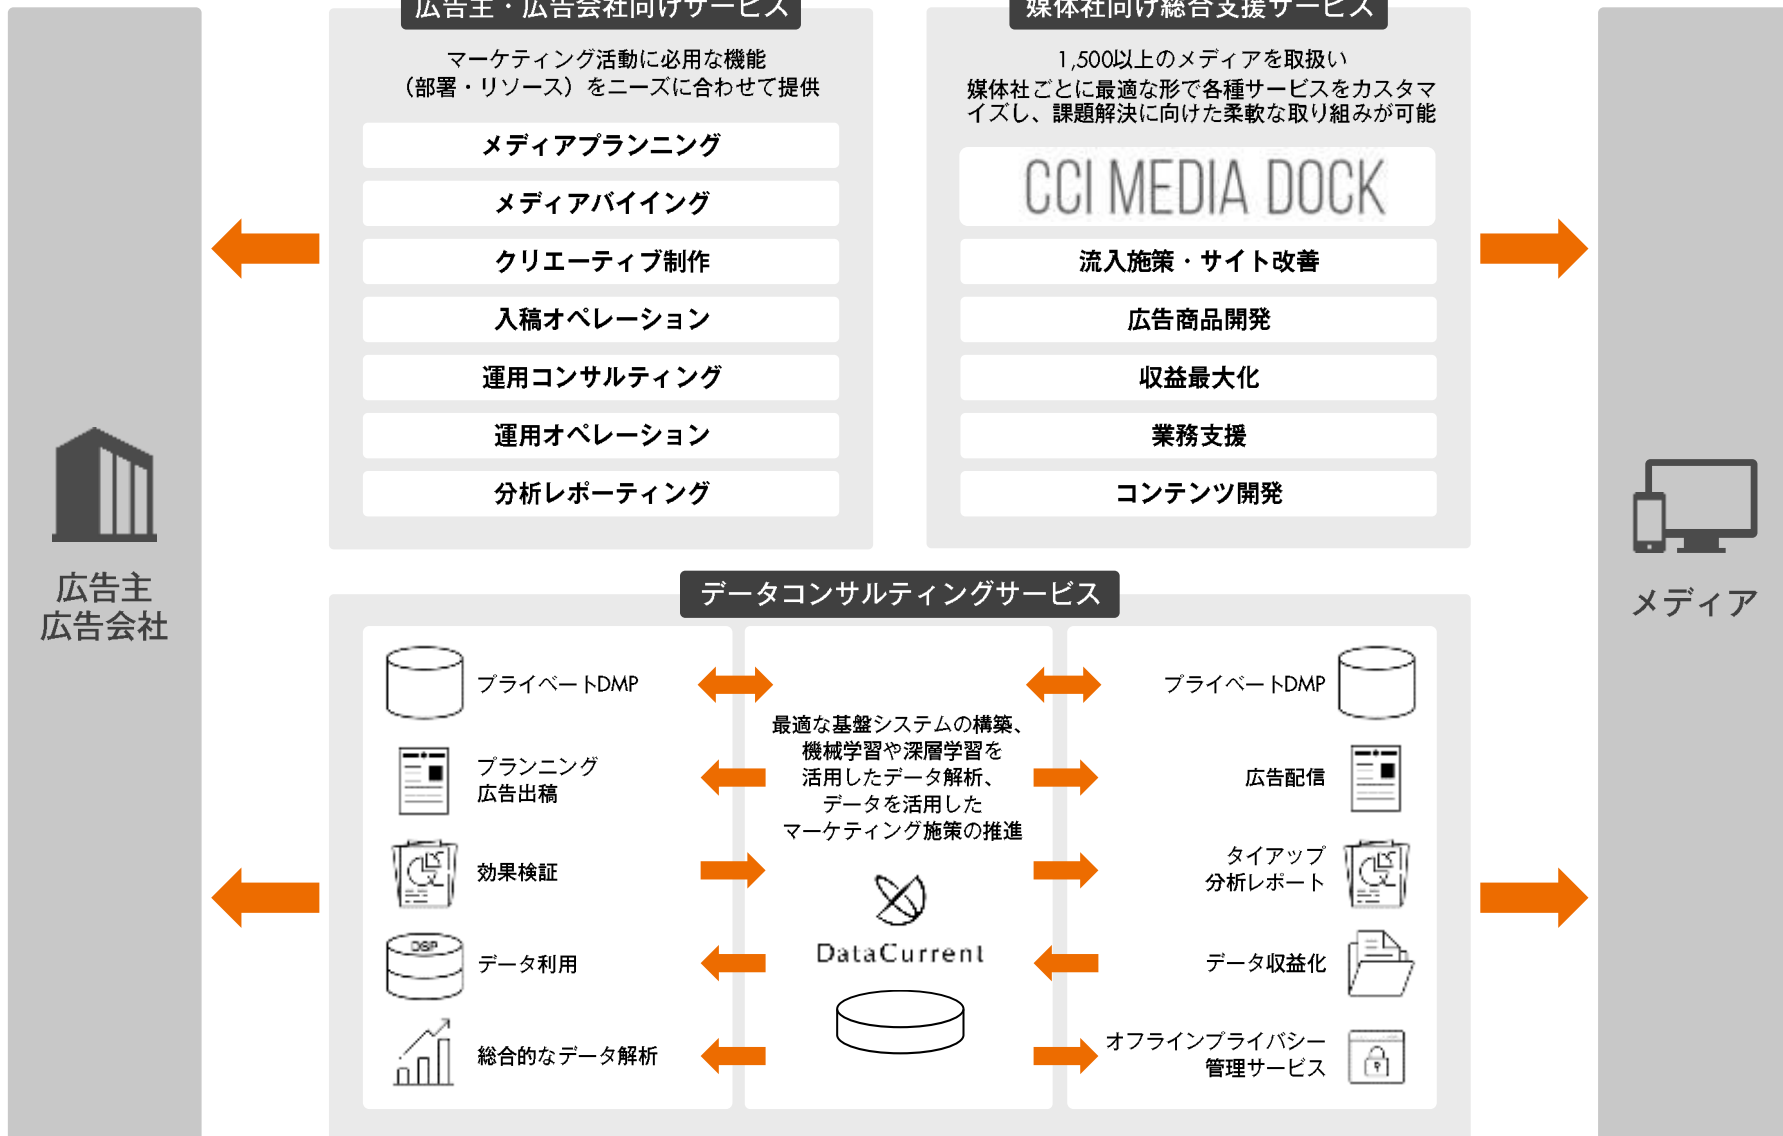 広告主・広告会社向けサービス
マーケティング活動に必用な機能
（部署・リソース）をニーズに合わせて提供
メディアプランニング
メディアバイイング
クリエーティブ制作
入稿オペレーション
運用コンサルティング
運用オペレーション
分析レポーティング
媒体社向け総合支援サービス
1,500以上のメディアを取扱い
媒体社ごとに最適な形で各種サービスをカスタマ
イズし、課題解決に向けた柔軟な取り組みが可能
CCI MEDIA DOCK
流入施策・サイト改善
広告商品開発
収益最大化
業務支援
コンテンツ開発
広告主
広告会社
メディア
データコンサルティングサービス
プライベートDMP
プランニング
広告出稿
効果検証
DSP
データ利用
総合的なデータ解析
最適な基盤システムの構築、
機械学習や深層学習を
活用したデータ解析、
データを活用した
マーケティング施策の推進
DataCurrent
プライベートDMP
広告配信
タイアップ
分析レポート
データ収益化
オフラインプライバシー
管理サービス